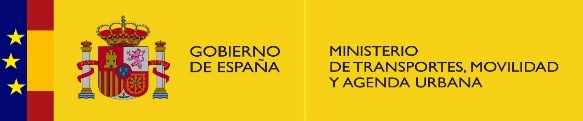 GOBIERNO
DE ESPAÑA
MINISTERIO
DE TRANSPORTES, MOVILIDAD
Y AGENDA URBANA